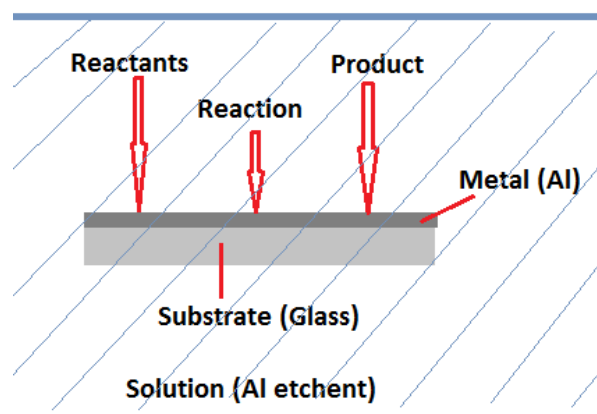 Reactants
Product
Reaction
Metal (Al)
Substrate (Glass)
Solution (Al etchent)